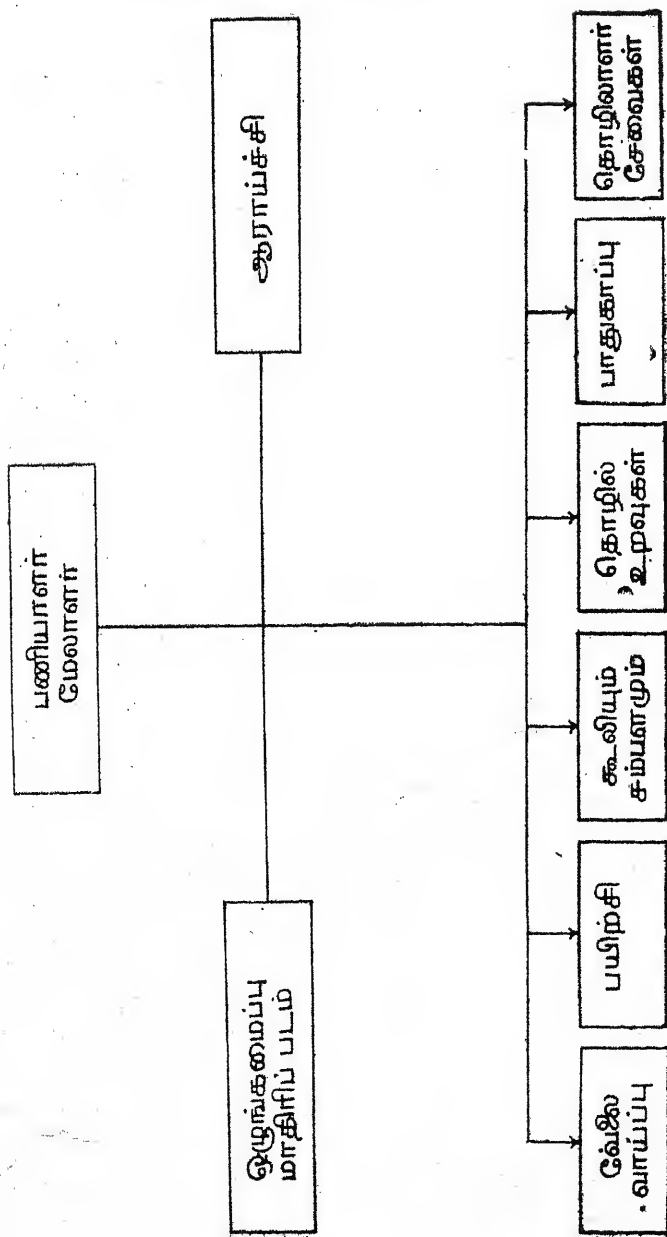 பணியாளர்
மேலாளர்
ஒழுங்கமைப்பு
மாதிரிப் படம்
ஆராய்ச்சி
வேலை
வாய்ப்பு
பயிற்சி
கூலியும்
சம்பளமும்
தொழில்
உறவுகள்
பாதுகாப்பு
தொழிலாளர்
சேவைகள்